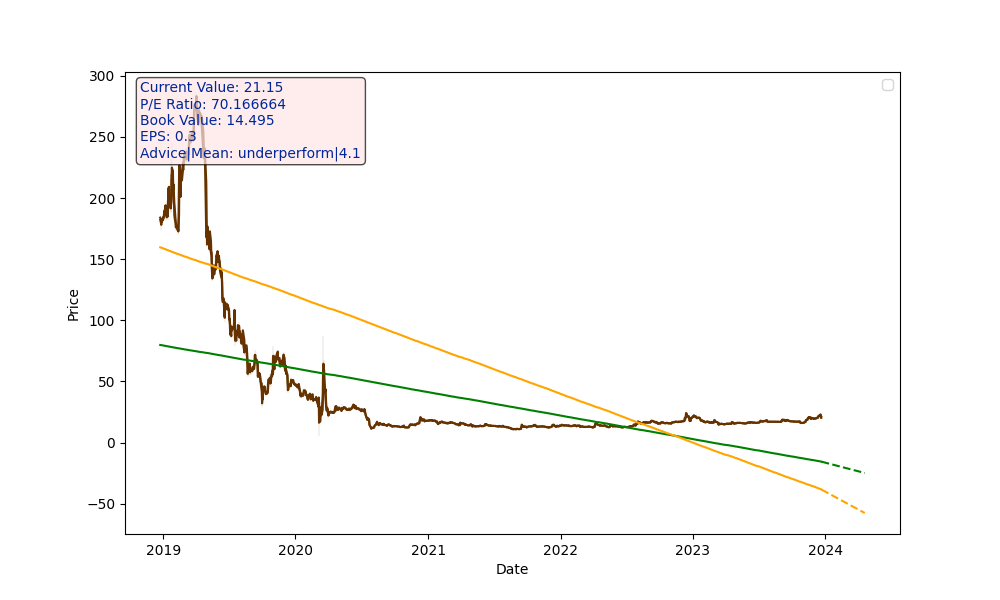 Current Value: 21.15
P/E Ratio: 70.166664
Book Value: 14.495
EPS: 0.3
Advice|Mean: underperform|4.1
300
250
200
150
100
50
0
−50
Price
2019 2020 2021 2022 2023 2024
Date